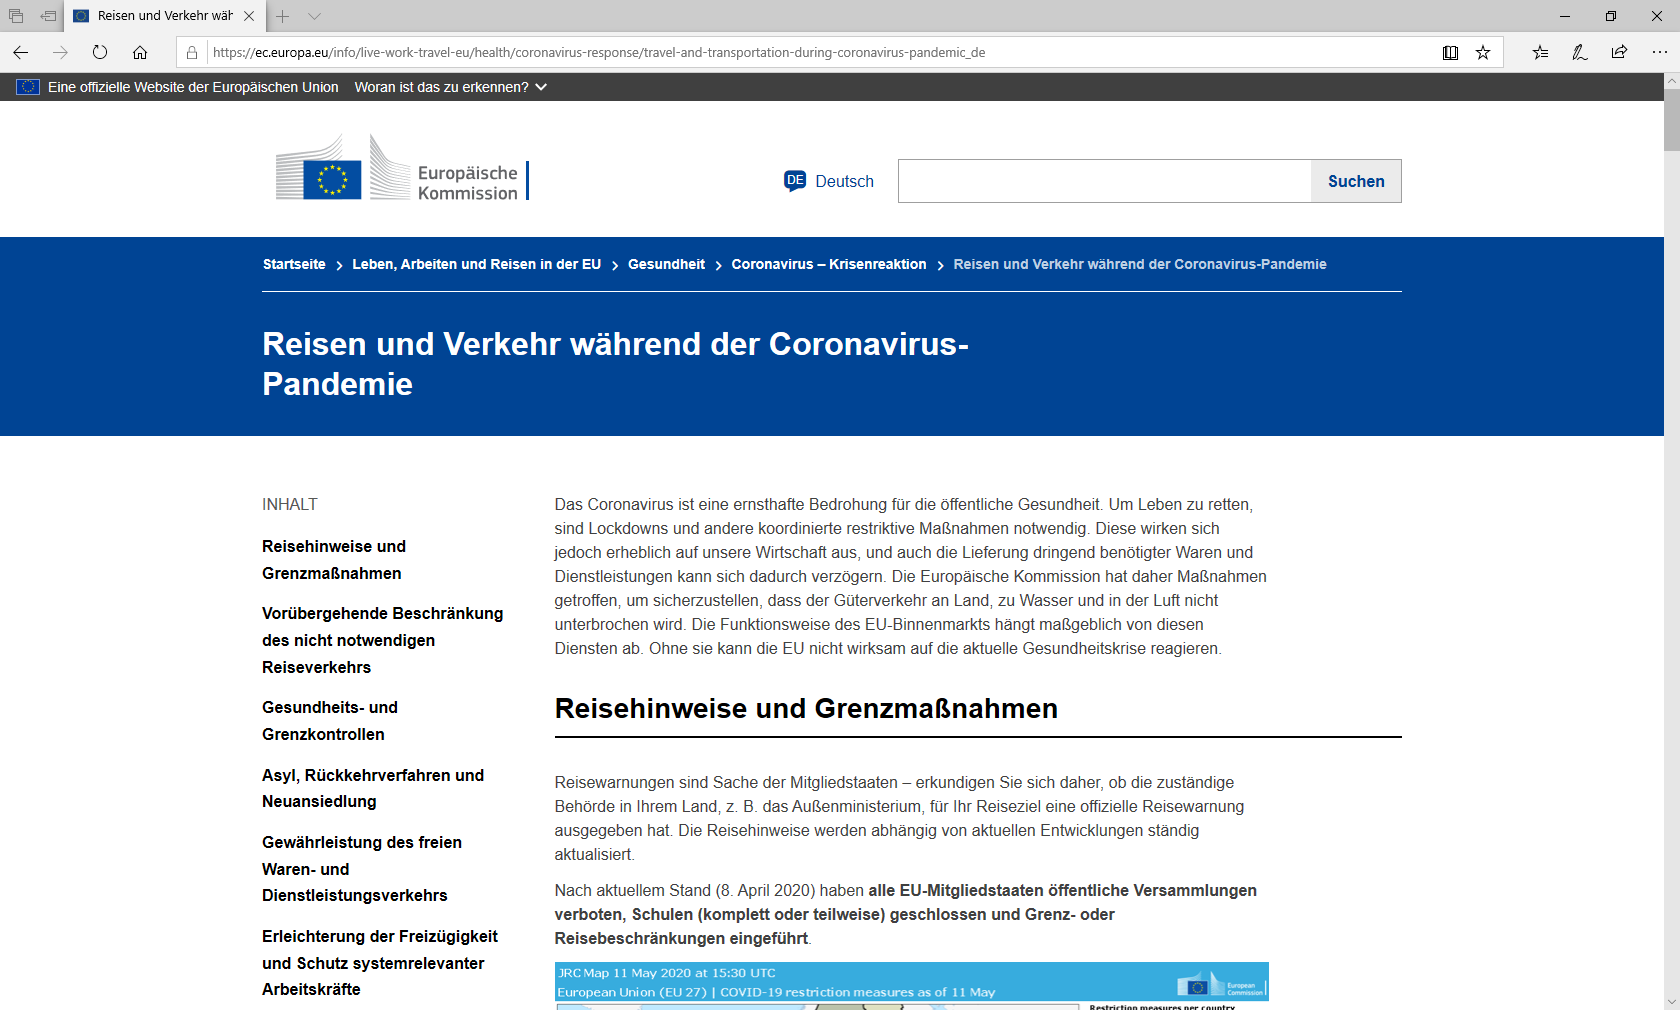 Reisen und Verkehr wäh
https://ec.europa.eu/info/live-work-travel-eu/health/coronavirus-response/travel-and-transportation-during-coronavirus-pandemic_de
Eine offizielle Website der Europäischen Union Woran ist das zu erkennen?
Europäische
Kommission
DE Deutsch
Suchen
Startseite > Leben, Arbeiten und Reisen in der EU > Gesundheit > Coronavirus – Krisenreaktion > Reisen und Verkehr während der Coronavirus-Pandemie
Reisen und Verkehr während der Coronavirus-
Pandemie
INHALT
Reisehinweise und
Grenzmaßnahmen
Vorübergehende Beschränkung
des nicht notwendigen
Reiseverkehrs
Gesundheits- und
Grenzkontrollen
Asyl, Rückkehrverfahren und
Neuansiedlung
Gewährleistung des freien
Waren- und
Dienstleistungsverkehrs
Erleichterung der Freizügigkeit
und Schutz systemrelevanter
Arbeitskräfte
Das Coronavirus ist eine ernsthafte Bedrohung für die öffentliche Gesundheit. Um Leben zu retten,
sind Lockdowns und andere koordinierte restriktive Maßnahmen notwendig. Diese wirken sich
jedoch erheblich auf unsere Wirtschaft aus, und auch die Lieferung dringend benötigter Waren und
Dienstleistungen kann sich dadurch verzögern. Die Europäische Kommission hat daher Maßnahmen
getroffen, um sicherzustellen, dass der Güterverkehr an Land, zu Wasser und in der Luft nicht
unterbrochen wird. Die Funktionsweise des EU-Binnenmarkts hängt maßgeblich von diesen
Diensten ab. Ohne sie kann die EU nicht wirksam auf die aktuelle Gesundheitskrise reagieren.
Reisehinweise und Grenzmaßnahmen
Reisewarnungen sind Sache der Mitgliedstaaten – erkundigen Sie sich daher, ob die zuständige
Behörde in Ihrem Land, z. B. das Außenministerium, für Ihr Reiseziel eine offizielle Reisewarnung
ausgegeben hat. Die Reisehinweise werden abhängig von aktuellen Entwicklungen ständig
aktualisiert.
Nach aktuellem Stand (8. April 2020) haben alle EU-Mitgliedstaaten öffentliche Versammlungen
verboten, Schulen (komplett oder teilweise) geschlossen und Grenz- oder
Reisebeschränkungen eingeführt.
JRC Map 11 May 2020 at 15:30 UTC
European Union (EU 27) | COVID-19 restriction measures as of 11 May
European
Commission
Restriction measures per country